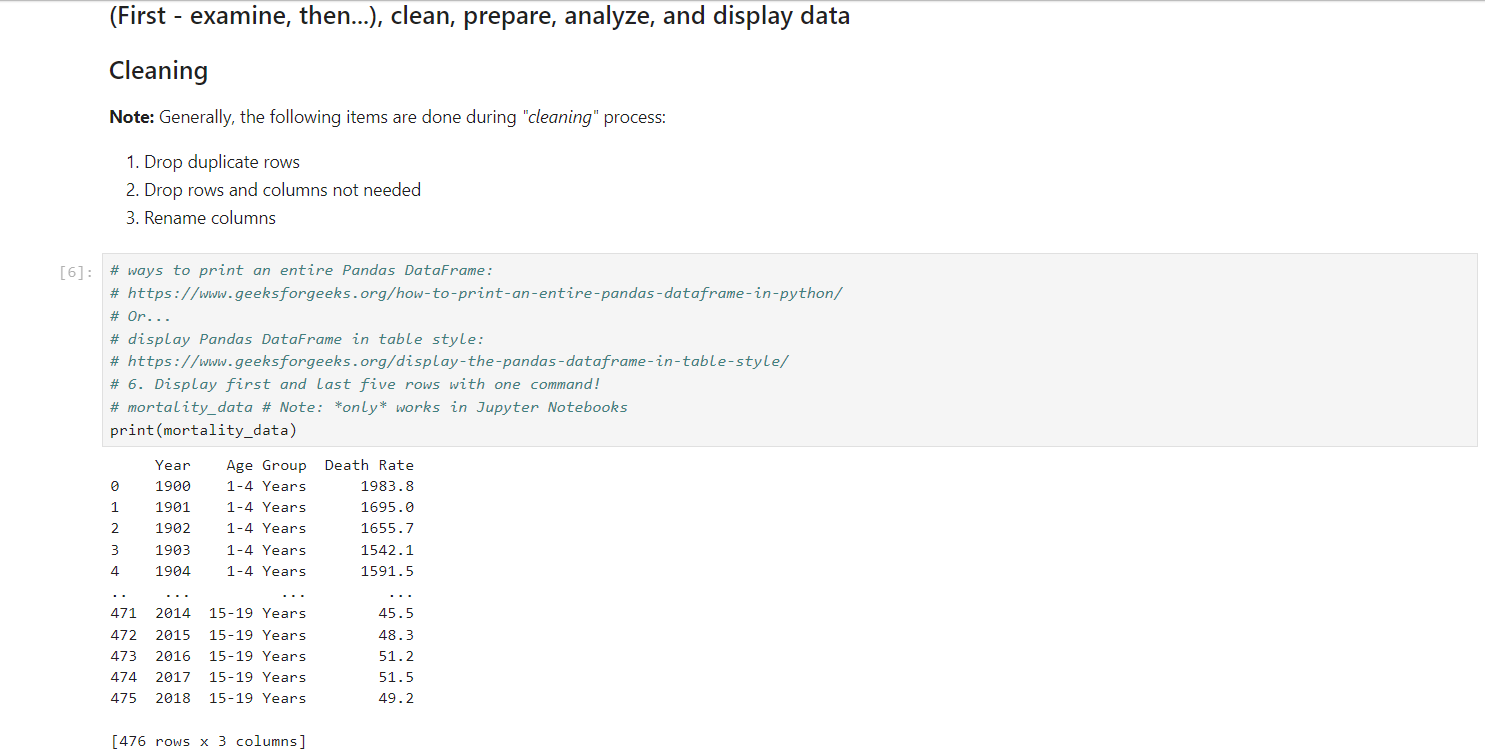 (First - examine, then...), clean, prepare, analyze, and display data
Cleaning
Note: Generally, the following items are done during "cleaning" process:
1. Drop duplicate rows
2. Drop rows and columns not needed
3. Rename columns
[6]: # ways to print an entire Pandas DataFrame:
# https://www.geeksforgeeks.org/how-to-print-an-entire-pandas-dataframe-in-python/
# Or...
# display Pandas DataFrame in table style:
# https://www.geeksforgeeks.org/display-the-pandas-dataframe-in-table-style/
# 6. Display first and last five rows with one command!
# mortality_data # Note: *only* works in Jupyter Notebooks
print(mortality_data)
Year Age Group Death Rate
0 1900 1-4 Years 1983.8
1 1901 1-4 Years 1695.0
2 1902 1-4 Years 1655.7
3 1903 1-4 Years 1542.1
4 1904 1-4 Years 1591.5
.. ... ... ...
471 2014 15-19 Years 45.5
472 2015 15-19 Years 48.3
473 2016 15-19 Years 51.2
474 2017 15-19 Years 51.5
475 2018 15-19 Years 49.2
[476 rows x 3 columns]